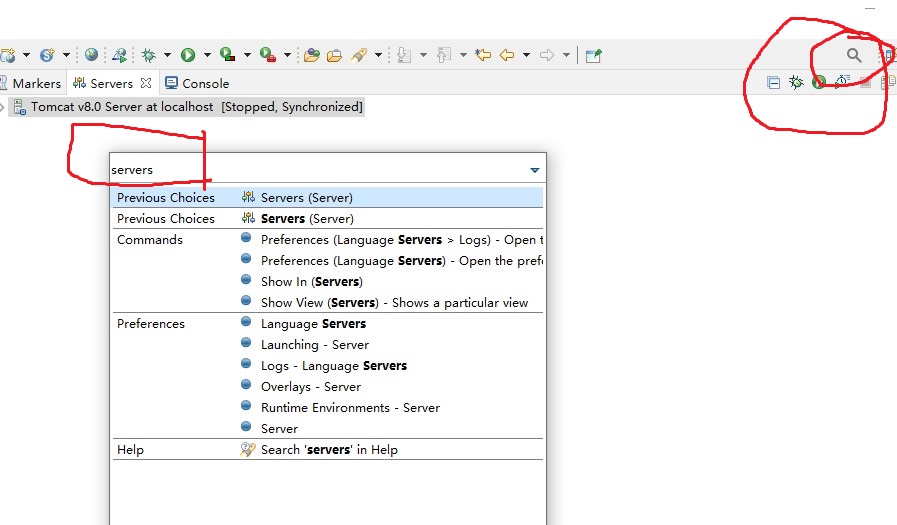 Markers Servers Console
Tomcat v8.0 Server at localhost [Stopped, Synchronized]
servers
Previous Choices Servers (Server)
Previous Choices Servers (Server)
Commands Preferences (Language Servers > Logs) - Open t
Preferences (Language Servers) - Open the pref
Show In (Servers)
Show View (Servers) - Shows a particular view
Preferences Language Servers
Launching - Server
Logs - Language Servers
Overlays - Server
Runtime Environments - Server
Server
Help Search 'servers' in Help